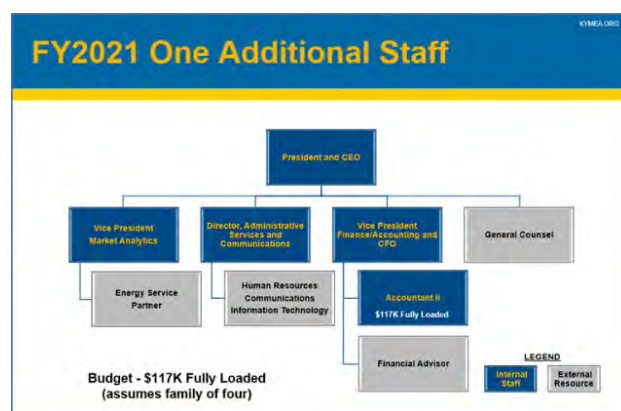 KYMEA.ORG
FY2021 One Additional Staff
President and CEO
Vice President
Market Analytics
Director, Administrative
Services and
Communications
Vice President
Finance/Accounting and
CFO
General Counsel
Energy Service
Partner
Human Resources
Communications
Information Technology
Accountant II
$117K Fully Loaded
Financial Advisor
LEGEND
Internal
Staff
External
Resource
Budget - $117K Fully Loaded
(assumes family of four)